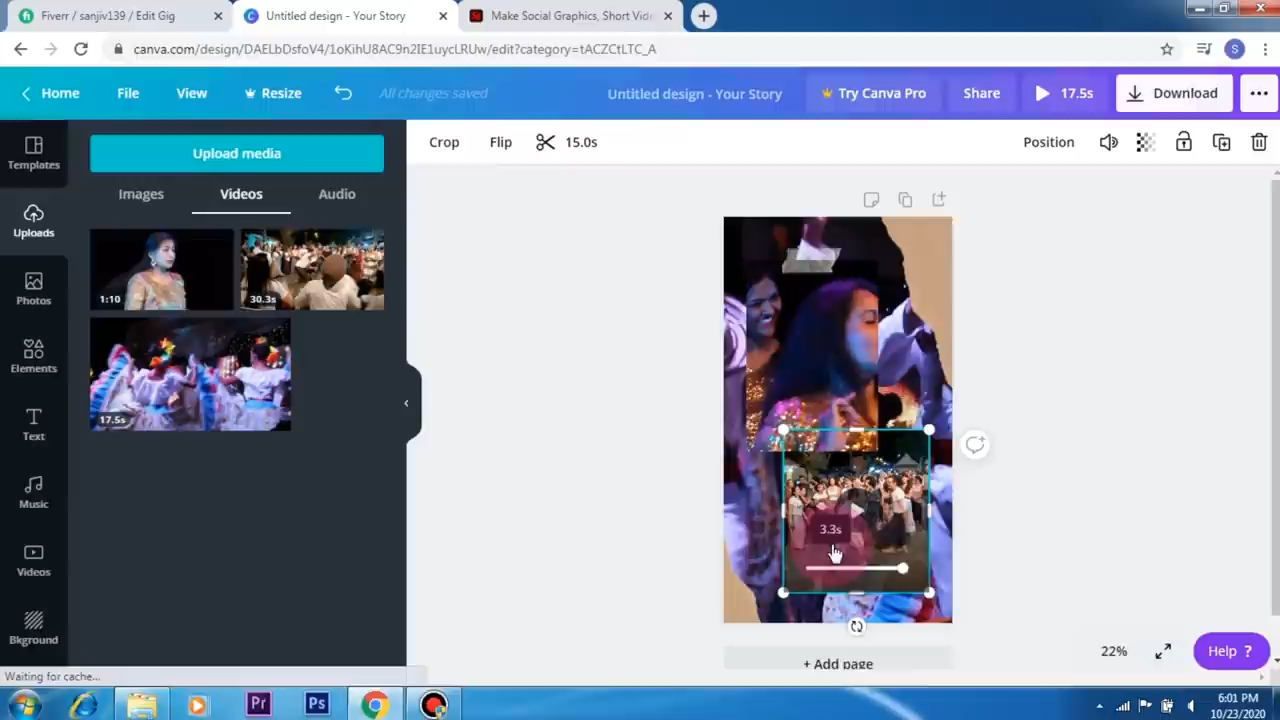 Fiverr / sanjiv139 / Edit Gig
Untitled design - Your Story
Make Social Graphics, Short Vide
canva.com/design/DAELbDsfoV4/1oKihU8AC9n2IE1uycLRUw/edit?category=tACZCtLTC_A
S
Home
File
View
Resize
All changes saved
Untitled design - Your Story
Try Canva Pro
Share
17.5s
Download
Templates
Uploads
Photos
Elements
Text
Music
Videos
Bkground
Upload media
Images
Videos
Audio
1:10
30.3s
17.5s
Crop
Flip
15.0s
Position
3.3s
+ Add page
22%
Help ?
Waiting for cache...
Pr
Ps
6:01 PM
10/23/2020